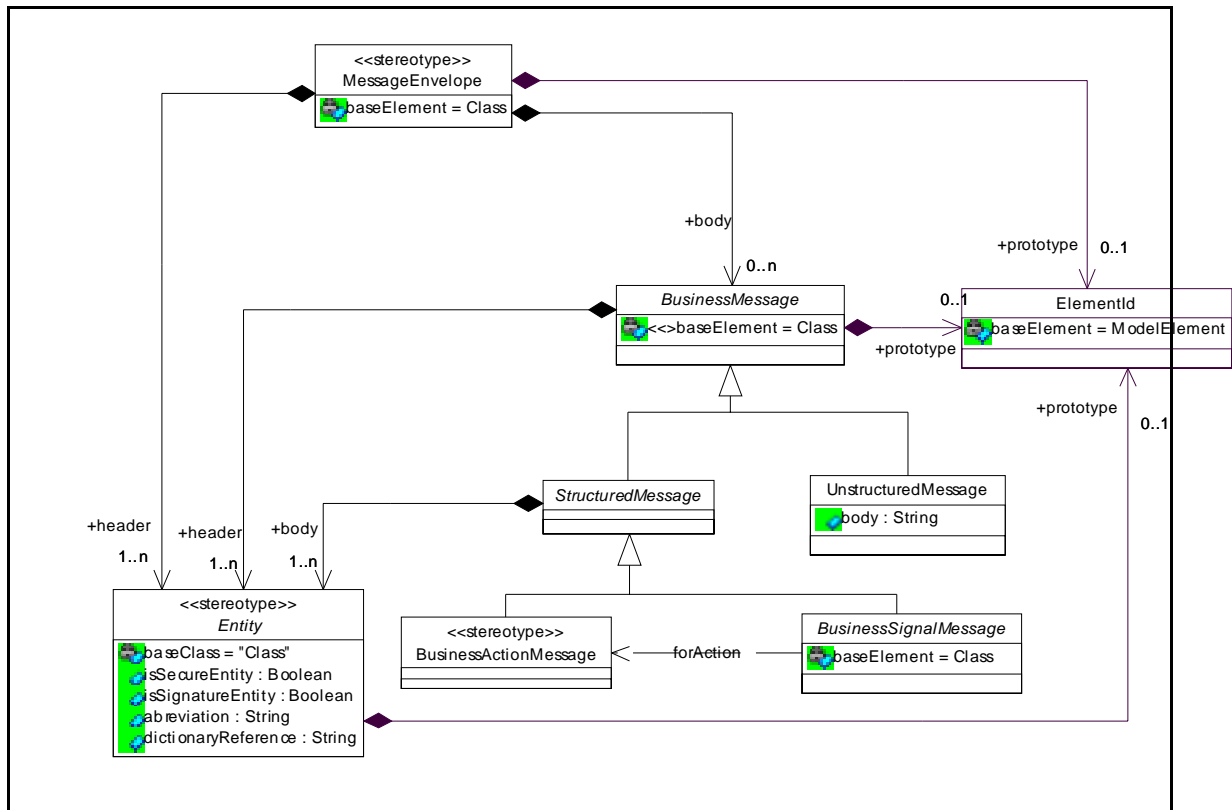 <<stereotype>>
MessageEnvelope
baseElement = Class
+body
0..n
+prototype
0..1
BusinessMessage
<<>baseElement = Class
0..1
+prototype
ElementId
baseElement = ModelElement
+prototype
0..1
StructuredMessage
UnstructuredMessage
body : String
+header
1..n
+header
1..n
+body
1..n
<<stereotype>>
Entity
baseClass = "Class"
isSecureEntity : Boolean
isSignatureEntity : Boolean
abreviation : String
dictionaryReference : String
<<stereotype>>
BusinessActionMessage
forAction
BusinessSignalMessage
baseElement = Class